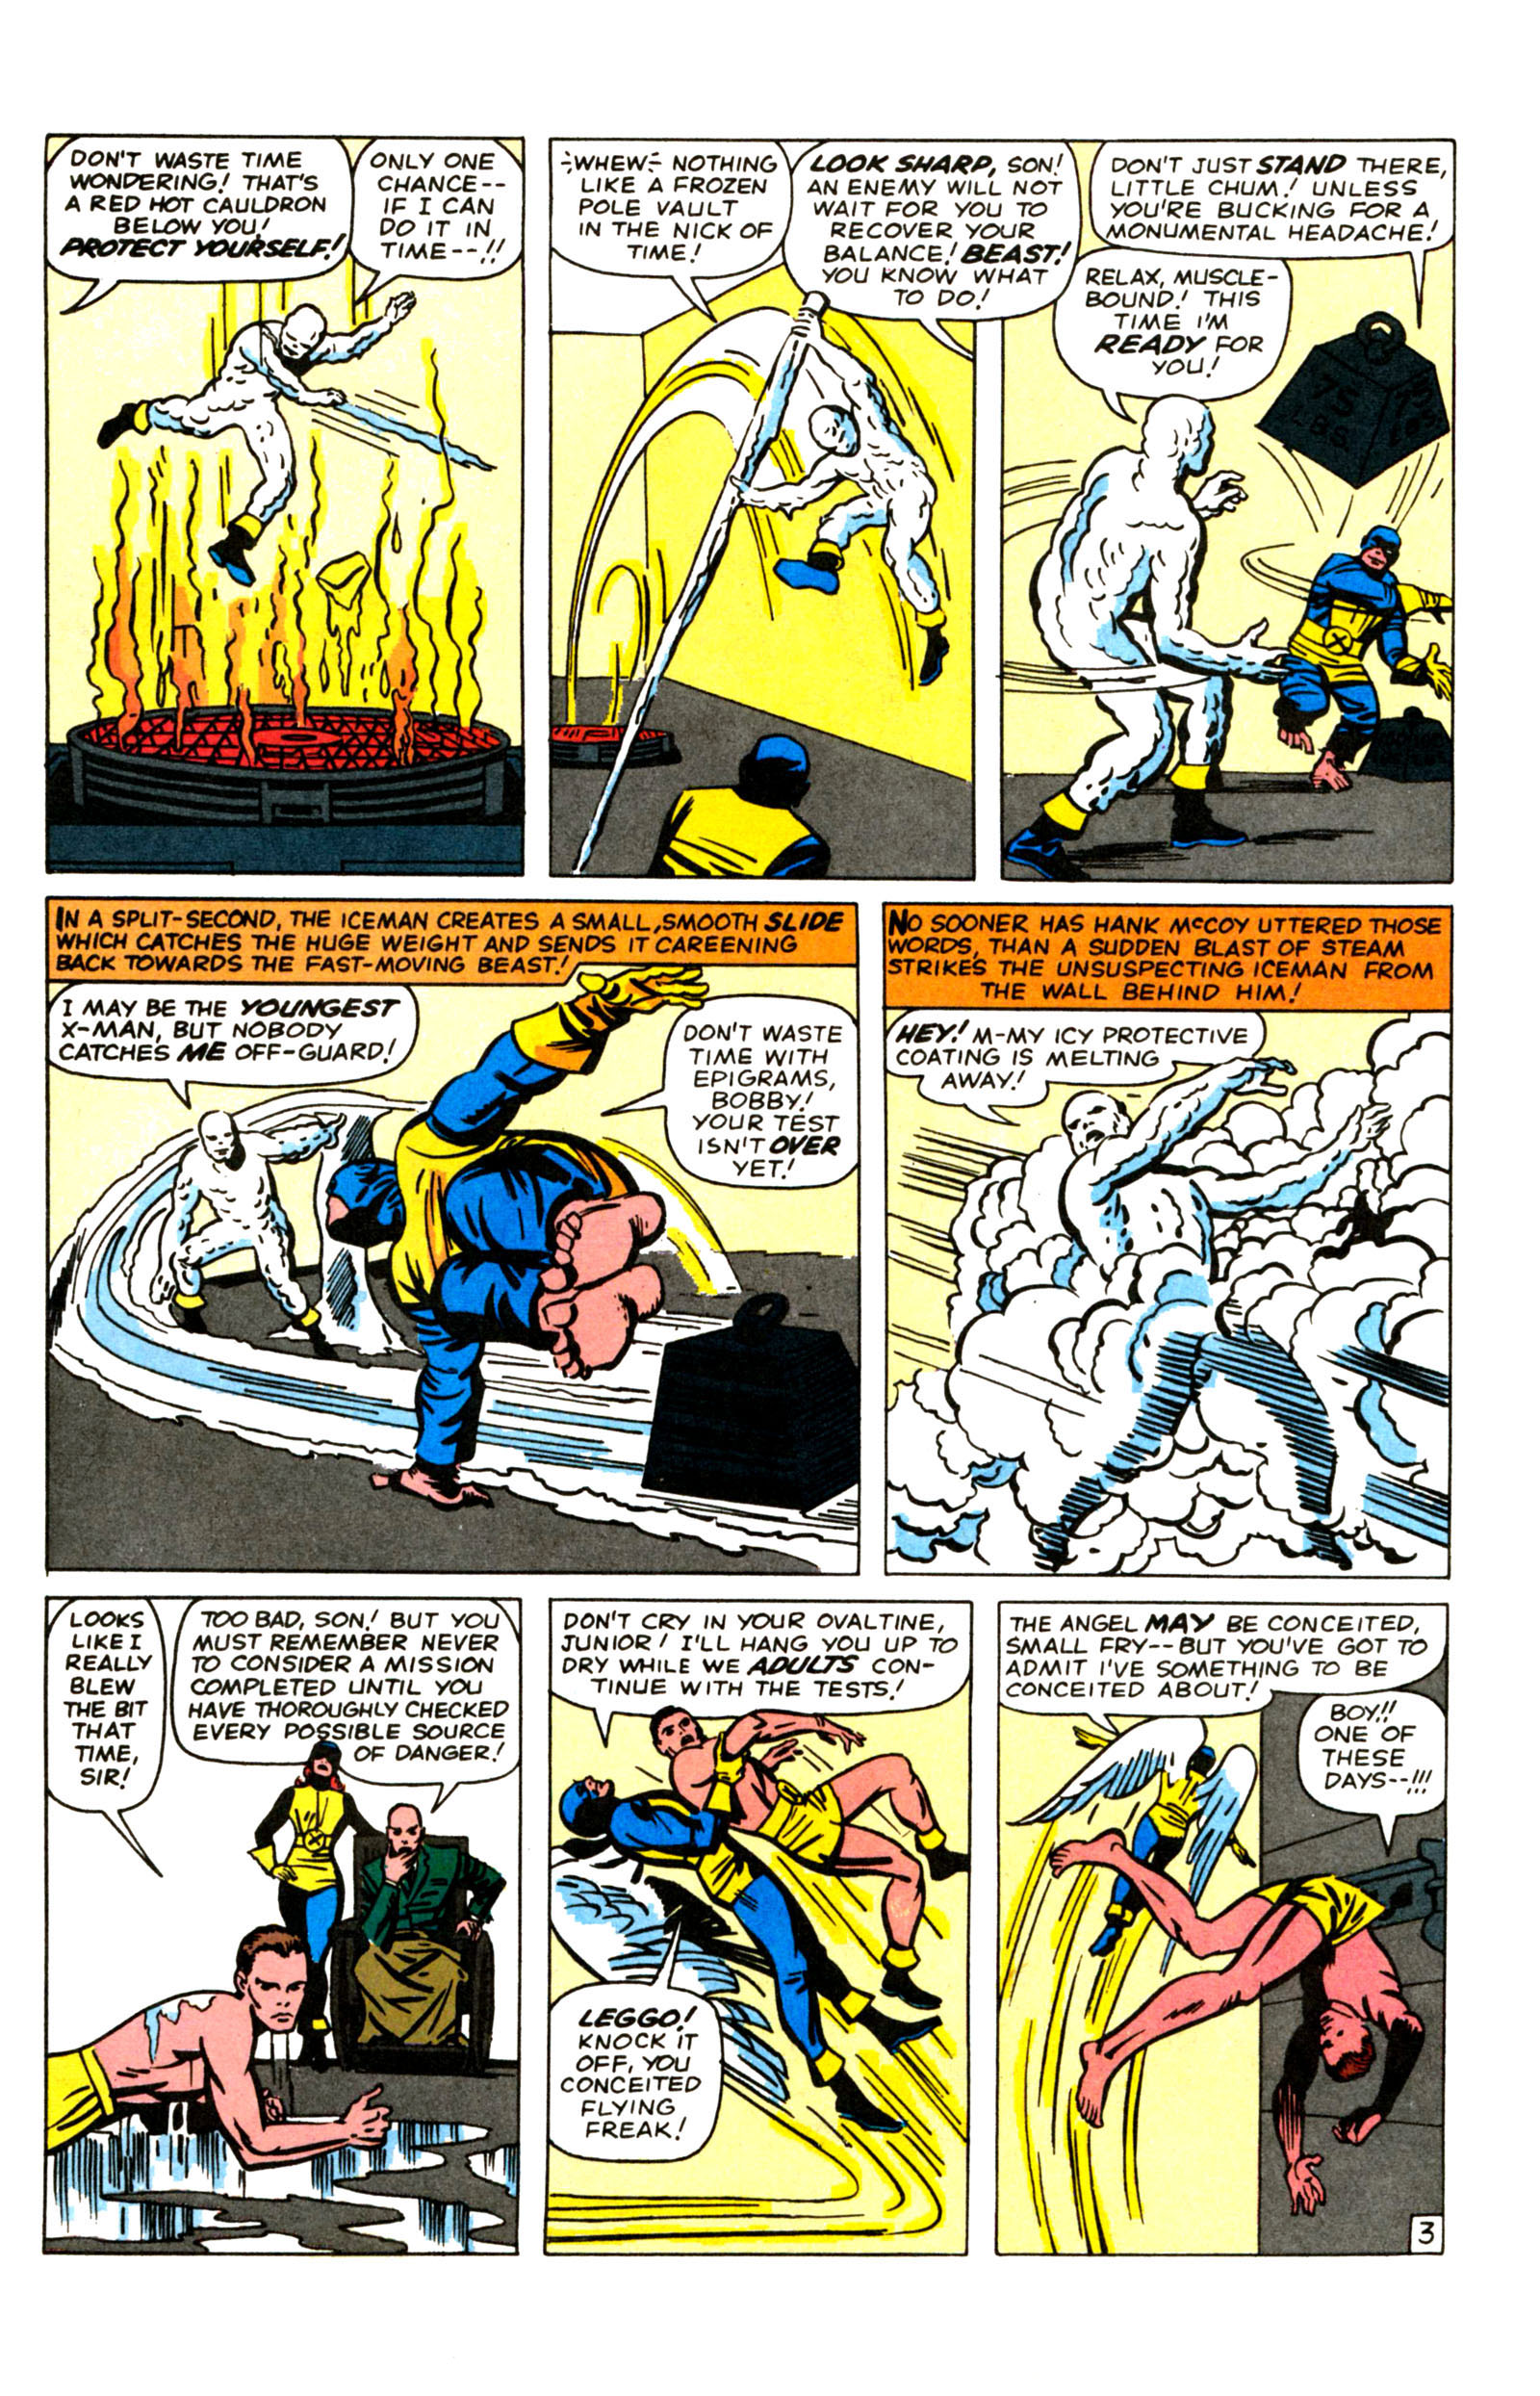 DON'T WASTE TIME
WONDERING! THAT'S
A RED HOT CAULDRON
BELOW YOU!
PROTECT YOURSELF!
ONLY ONE
CHANCE--
IF I CAN
DO IT IN
TIME--!!
WHEW NOTHING
LIKE A FROZEN
POLE VAULT
IN THE NICK OF
TIME!
LOOK SHARP, SON!
AN ENEMY WILL NOT
WAIT FOR YOU TO
RECOVER YOUR
BALANCE! BEAST!
YOU KNOW WHAT
TO DO!
DON'T JUST STAND THERE,
LITTLE CHUM! UNLESS
YOU'RE BUCKING FOR A
MONUMENTAL HEADACHE!
RELAX, MUSCLE-
BOUND! THIS
TIME I'M
READY FOR
YOU!
75
LBS.
75
LBS
IN A SPLIT-SECOND, THE ICEMAN CREATES A SMALL, SMOOTH SLIDE
WHICH CATCHES THE HUGE WEIGHT AND SENDS IT CAREENING
BACK TOWARDS THE FAST-MOVING BEAST!
I MAY BE THE YOUNGEST
X-MAN, BUT NOBODY
CATCHES ME OFF-GUARD!
DON'T WASTE
TIME WITH
EPIGRAMS,
BOBBY!
YOUR TEST
ISN'T OVER
YET!
NO SOONER HAS HANK McCOY UTTERED THOSE
WORDS, THAN A SUDDEN BLAST OF STEAM
STRIKES THE UNSUSPECTING ICEMAN FROM
THE WALL BEHIND HIM!
HEY! M-MY ICY PROTECTIVE
COATING IS MELTING
AWAY!
LOOKS
LIKE I
REALLY
BLEW
THE BIT
THAT
TIME,
SIR!
TOO BAD, SON! BUT YOU
MUST REMEMBER NEVER
TO CONSIDER A MISSION
COMPLETED UNTIL YOU
HAVE THOROUGHLY CHECKED
EVERY POSSIBLE SOURCE
OF DANGER!
DON'T CRY IN YOUR OVALTINE,
JUNIOR! I'LL HANG YOU UP TO
DRY WHILE WE ADULTS CON-
TINUE WITH THE TESTS!
LEGGO!
KNOCK IT
OFF, YOU
CONCEITED
FLYING
FREAK!
THE ANGEL MAY BE CONCEITED,
SMALL FRY-- BUT YOU'VE GOT TO
ADMIT I'VE SOMETHING TO BE
CONCEITED ABOUT!
BOY!!
ONE OF
THESE
DAYS--!!!
3